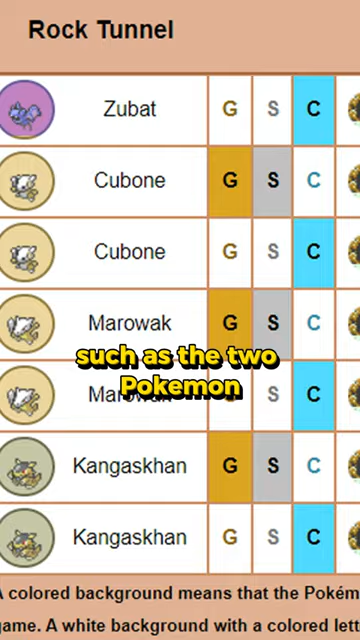 Rock Tunnel
Zubat G S C
Cubone G S C
Cubone G S C
Marowak G S C
such as the two
Pokemon
G S C
Kangaskhan G S C
Kangaskhan G S C
A colored background means that the Pokém
game. A white background with a colored lett